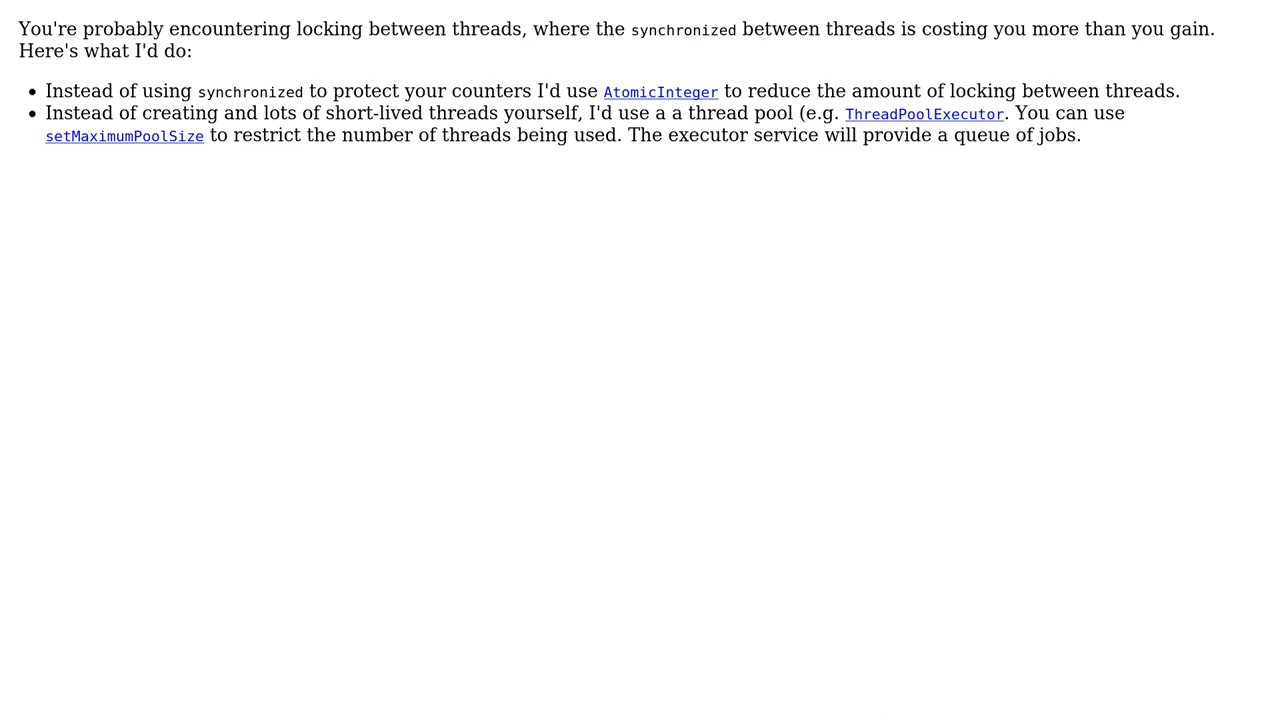 You're probably encountering locking between threads, where the synchronized between threads is costing you more than you gain.
Here's what I'd do:
• Instead of using synchronized to protect your counters I'd use AtomicInteger to reduce the amount of locking between threads.
• Instead of creating and lots of short-lived threads yourself, I'd use a a thread pool (e.g. ThreadPoolExecutor. You can use
setMaximumPoolSize to restrict the number of threads being used. The executor service will provide a queue of jobs.